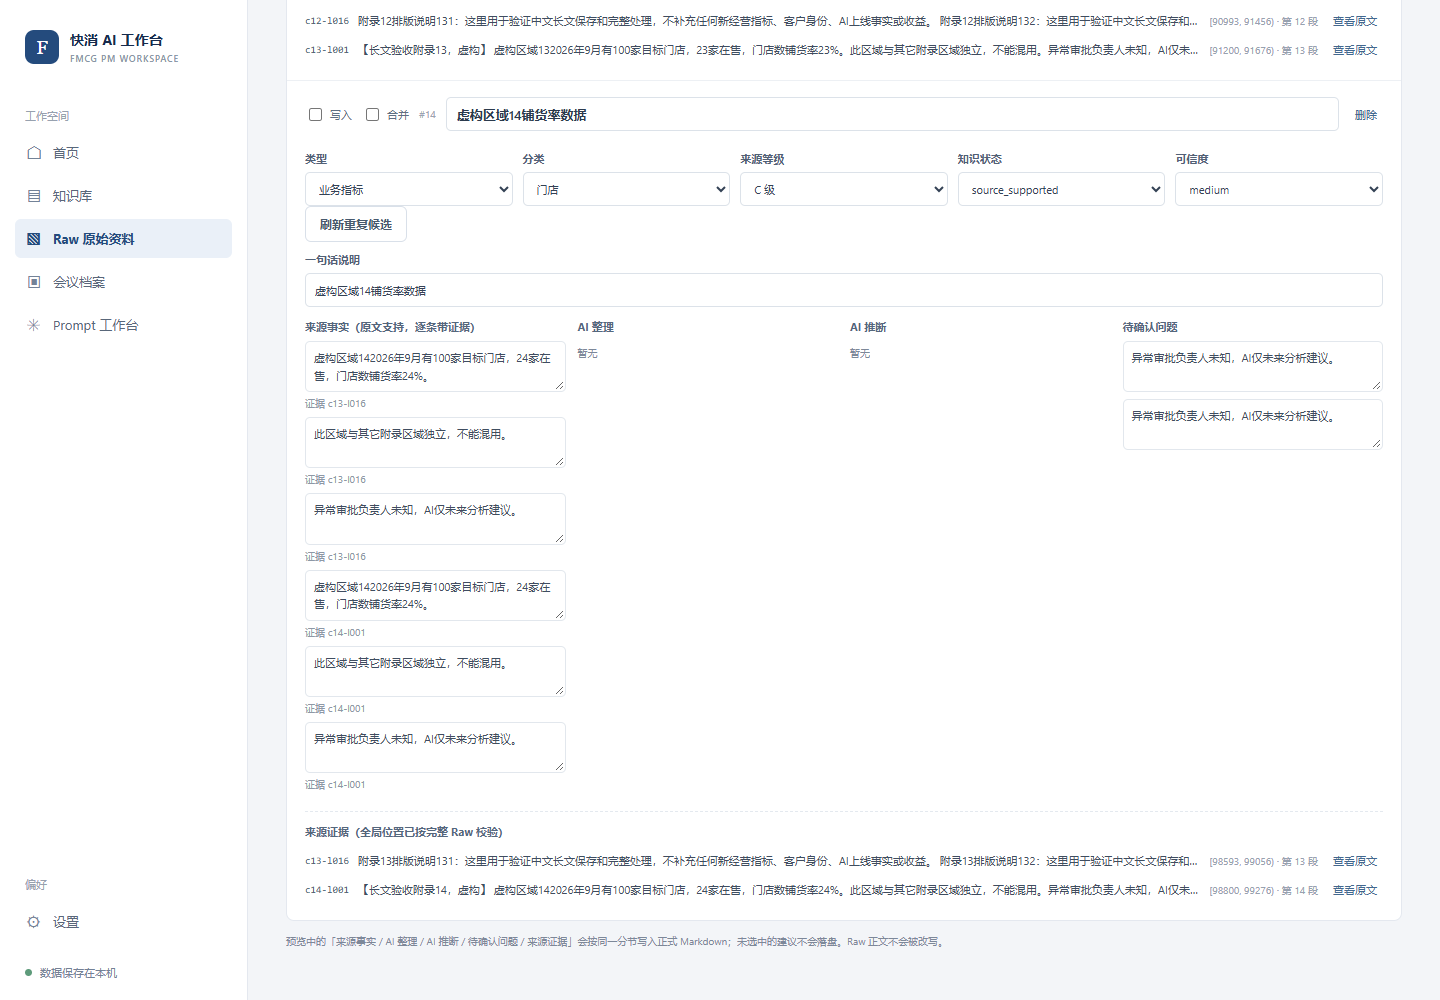 F
快消 AI 工作台
FMCG PM WORKSPACE
工作空间
首页
知识库
Raw 原始资料
会议档案
Prompt 工作台
偏好
设置
数据保存在本机
c12-l016 附录12排版说明131：这里用于验证中文长文保存和完整处理，不补充任何新经营指标、客户身份、AI上线事实或收益。 附录12排版说明132：这里用于验证中文长文保存和... [90993, 91456) · 第 12 段 查看原文
c13-l001 【长文验收附录13，虚构】 虚构区域132026年9月有100家目标门店，23家在售，门店数铺货率23%。此区域与其它附录区域独立，不能混用。异常审批负责人未知，AI仅未... [91200, 91676) · 第 13 段 查看原文
写入 合并 #14 虚构区域14铺货率数据 删除
类型 分类 来源等级 知识状态 可信度
业务指标 门店 C 级 source_supported medium
刷新重复候选
一句话说明
虚构区域14铺货率数据
来源事实（原文支持，逐条带证据） AI 整理 AI 推断 待确认问题
虚构区域142026年9月有100家目标门店，24家在
售，门店数铺货率24%。
证据 c13-l016
此区域与其它附录区域独立，不能混用。
证据 c13-l016
异常审批负责人未知，AI仅未来分析建议。
证据 c13-l016
虚构区域142026年9月有100家目标门店，24家在
售，门店数铺货率24%。
证据 c14-l001
此区域与其它附录区域独立，不能混用。
证据 c14-l001
异常审批负责人未知，AI仅未来分析建议。
证据 c14-l001
暂无
暂无
异常审批负责人未知，AI仅未来分析建议。
异常审批负责人未知，AI仅未来分析建议。
来源证据（全局位置已按完整 Raw 校验）
c13-l016 附录13排版说明131：这里用于验证中文长文保存和完整处理，不补充任何新经营指标、客户身份、AI上线事实或收益。 附录13排版说明132：这里用于验证中文长文保存和... [98593, 99056) · 第 13 段 查看原文
c14-l001 【长文验收附录14，虚构】 虚构区域142026年9月有100家目标门店，24家在售，门店数铺货率24%。此区域与其它附录区域独立，不能混用。异常审批负责人未知，AI仅未... [98800, 99276) · 第 14 段 查看原文
预览中的「来源事实 / AI 整理 / AI 推断 / 待确认问题 / 来源证据」会按同一分节写入正式 Markdown；未选中的建议不会落盘。Raw 正文不会被改写。